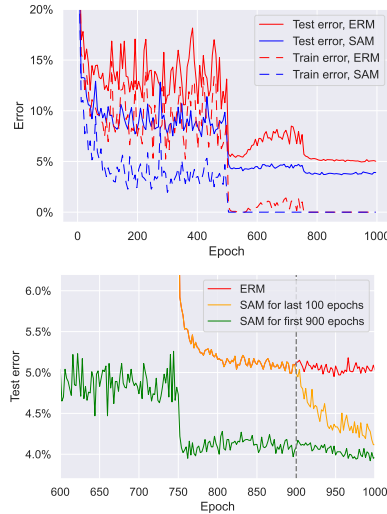 20%
15%
10%
5%
0%
Error
Test error, ERM
Test error, SAM
Train error, ERM
Train error, SAM
0 200 400 600 800 1000
Epoch
6.0%
5.5%
5.0%
4.5%
4.0%
Test error
ERM
SAM for last 100 epochs
SAM for first 900 epochs
600 650 700 750 800 850 900 950 1000
Epoch